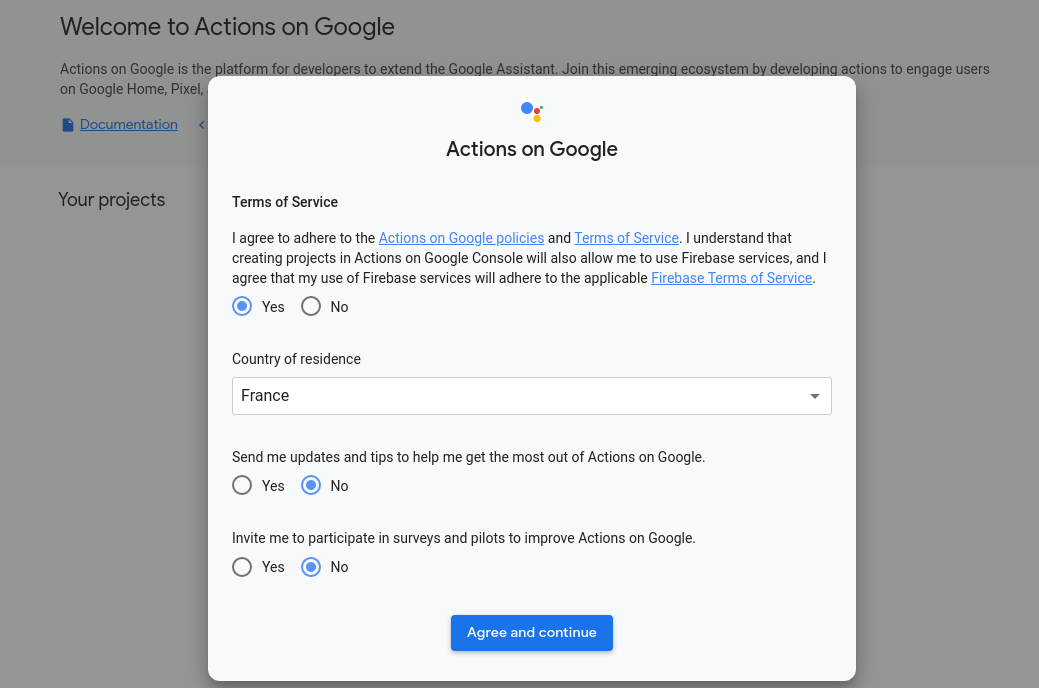 Welcome to Actions on Google
Actions on Google is the platform for developers to extend the Google Assistant. Join this emerging ecosystem by developing actions to engage users
on Google Home, Pixel,
Documentation
Actions on Google
Your projects
Terms of Service
I agree to adhere to the Actions on Google policies and Terms of Service. I understand that
creating projects in Actions on Google Console will also allow me to use Firebase services, and I
agree that my use of Firebase services will adhere to the applicable Firebase Terms of Service.
Yes No
Country of residence
France
Send me updates and tips to help me get the most out of Actions on Google.
Yes No
Invite me to participate in surveys and pilots to improve Actions on Google.
Yes No
Agree and continue